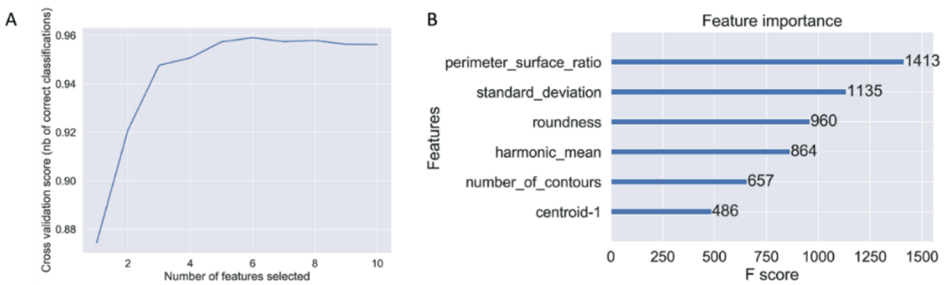 A
Cross validation score (nb of correct classifications)
0.96
0.94
0.92
0.90
0.88
2
4
6
8
10
Number of features selected
B
Feature importance
Features
perimeter_surface_ratio
1413
standard_deviation
1135
roundness
960
harmonic_mean
864
number_of_contours
657
centroid-1
486
0
250
500
750
1000
1250
1500
F score